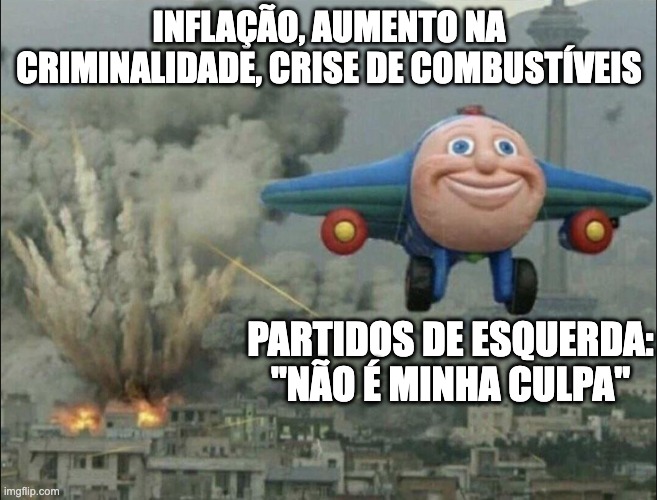 INFLAÇÃO, AUMENTO NA
CRIMINALIDADE, CRISE DE COMBUSTÍVEIS
PARTIDOS DE ESQUERDA:
"NÃO É MINHA CULPA"
imgflip.com